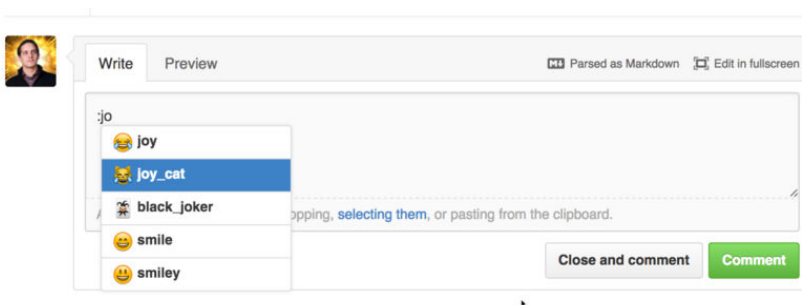 Write Preview Parsed as Markdown Edit in fullscreen
:jo
joy
joy_cat
black_joker
opping, selecting them, or pasting from the clipboard.
smile
smiley
Close and comment Comment